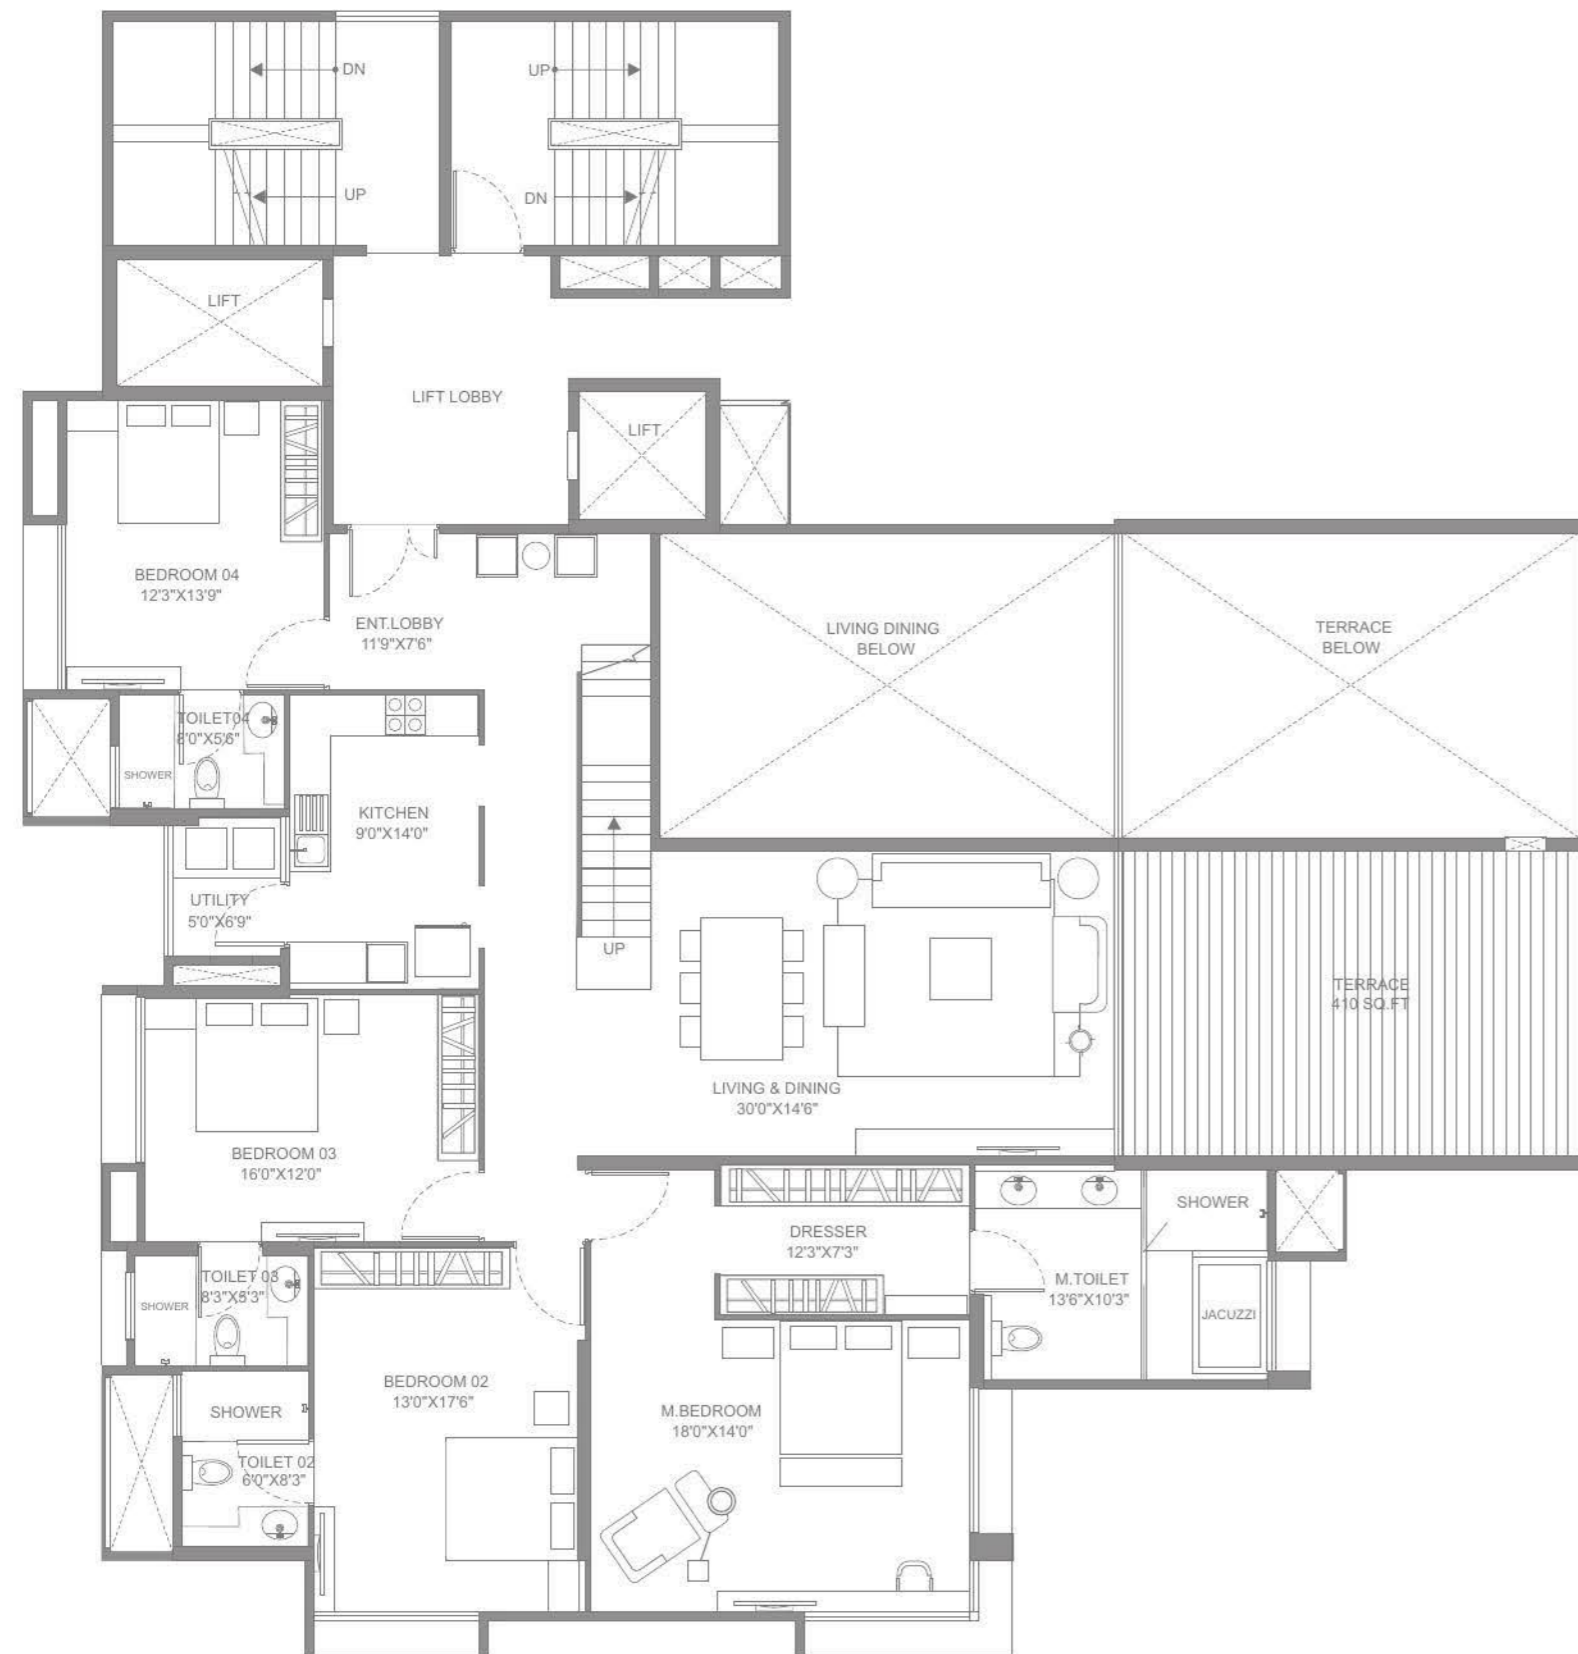 DN
UP
UP
DN
LIFT
LIFT LOBBY
LIFT
BEDROOM 04
12'3"X13'9"
ENT.LOBBY
11'9"X7'6"
LIVING DINING
BELOW
TERRACE
BELOW
TOILET04
8'0"X5'6"
SHOWER
KITCHEN
9'0"X14'0"
UTILITY
5'0"X6'9"
UP
TERRACE
410 SQ.FT
LIVING & DINING
30'0"X14'6"
BEDROOM 03
16'0"X12'0"
DRESSER
12'3"X7'3"
SHOWER
TOILET 03
8'3"X5'3"
SHOWER
M.TOILET
13'6"X10'3"
JACUZZI
BEDROOM 02
13'0"X17'6"
SHOWER
M.BEDROOM
18'0"X14'0"
TOILET 02
6'0"X8'3"